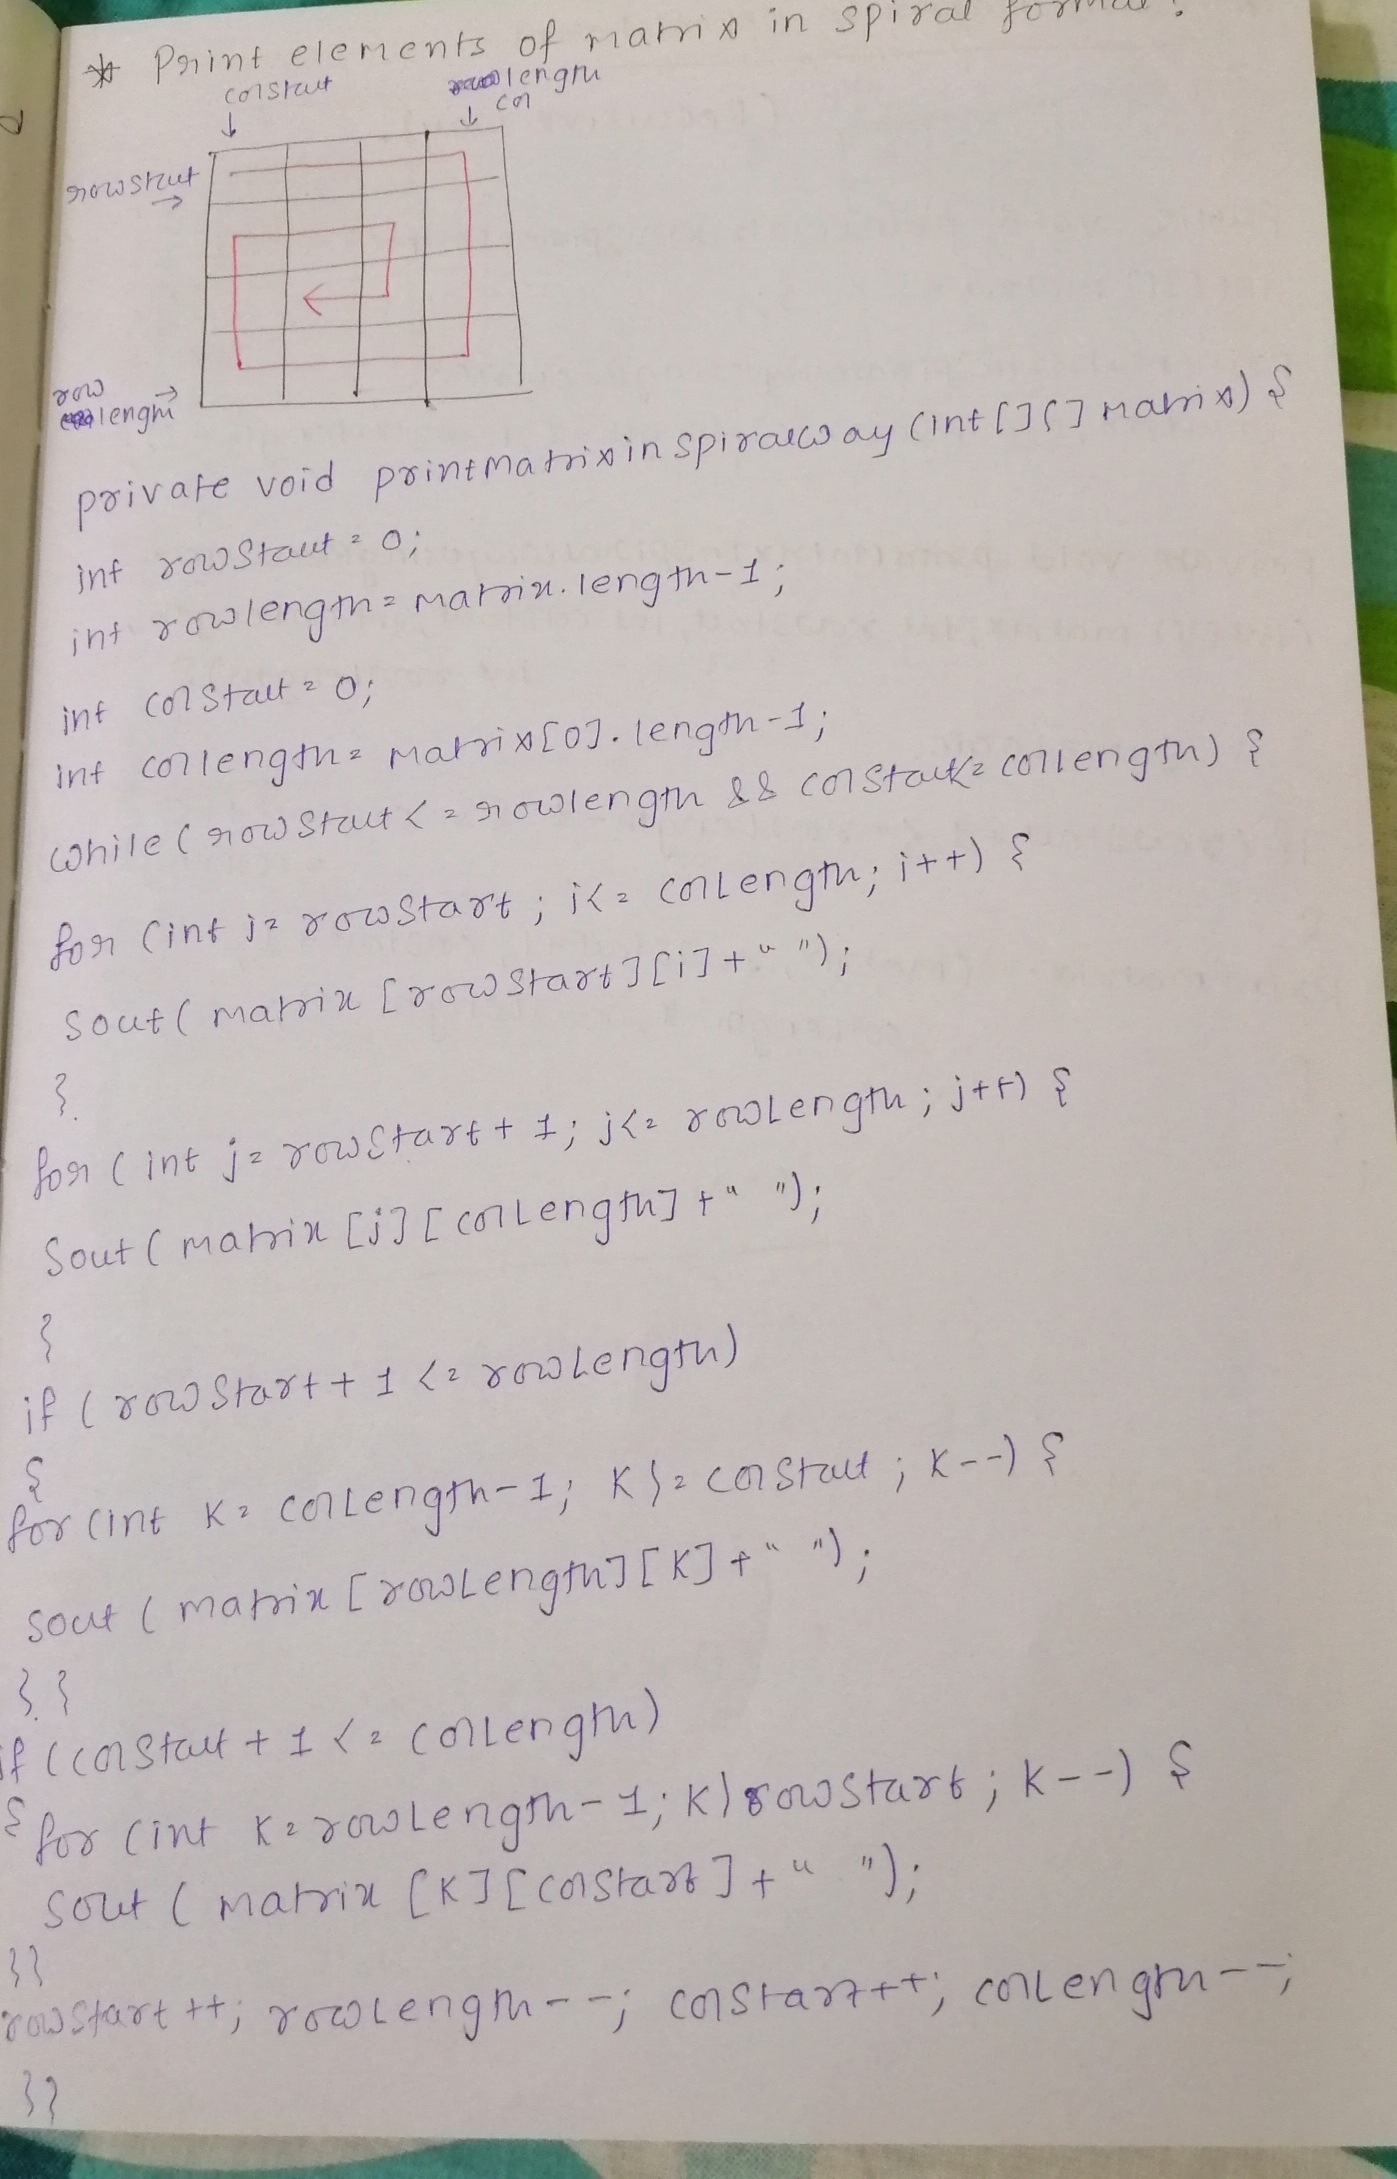 * Print elements of matrix in spiral format.
colstart
length
col
rowstart
row
length
private void printmatrixinspiralway (int[][] matrix) {
int rowStart = 0;
int rowlength = matrix.length-1;
int colStart = 0;
int collength = matrix[0].length-1;
while (rowStart <= rowlength && colStart <= collength) {
for (int i= rowStart ; i<= colLength; i++) {
Sout( matrix [rowStart][i]+" ");
}
for ( int j= rowStart + 1; j<= rowLength ; j++) {
Sout ( matrix [j] [colLength] +" ");
}
if ( rowStart + 1 <= rowLength)
{
for (int K= colLength-1; K>= colStart ; K--) {
Sout ( matrix [rowLength] [K] +" ");
} }
if (colStart + 1 <= colLength)
{ for (int K= rowLength-1; K>rowStart ; K--) {
Sout ( matrix [K] [colStart] +" ");
}}
rowStart ++; rowLength--; colStart++; colLength--;
}}